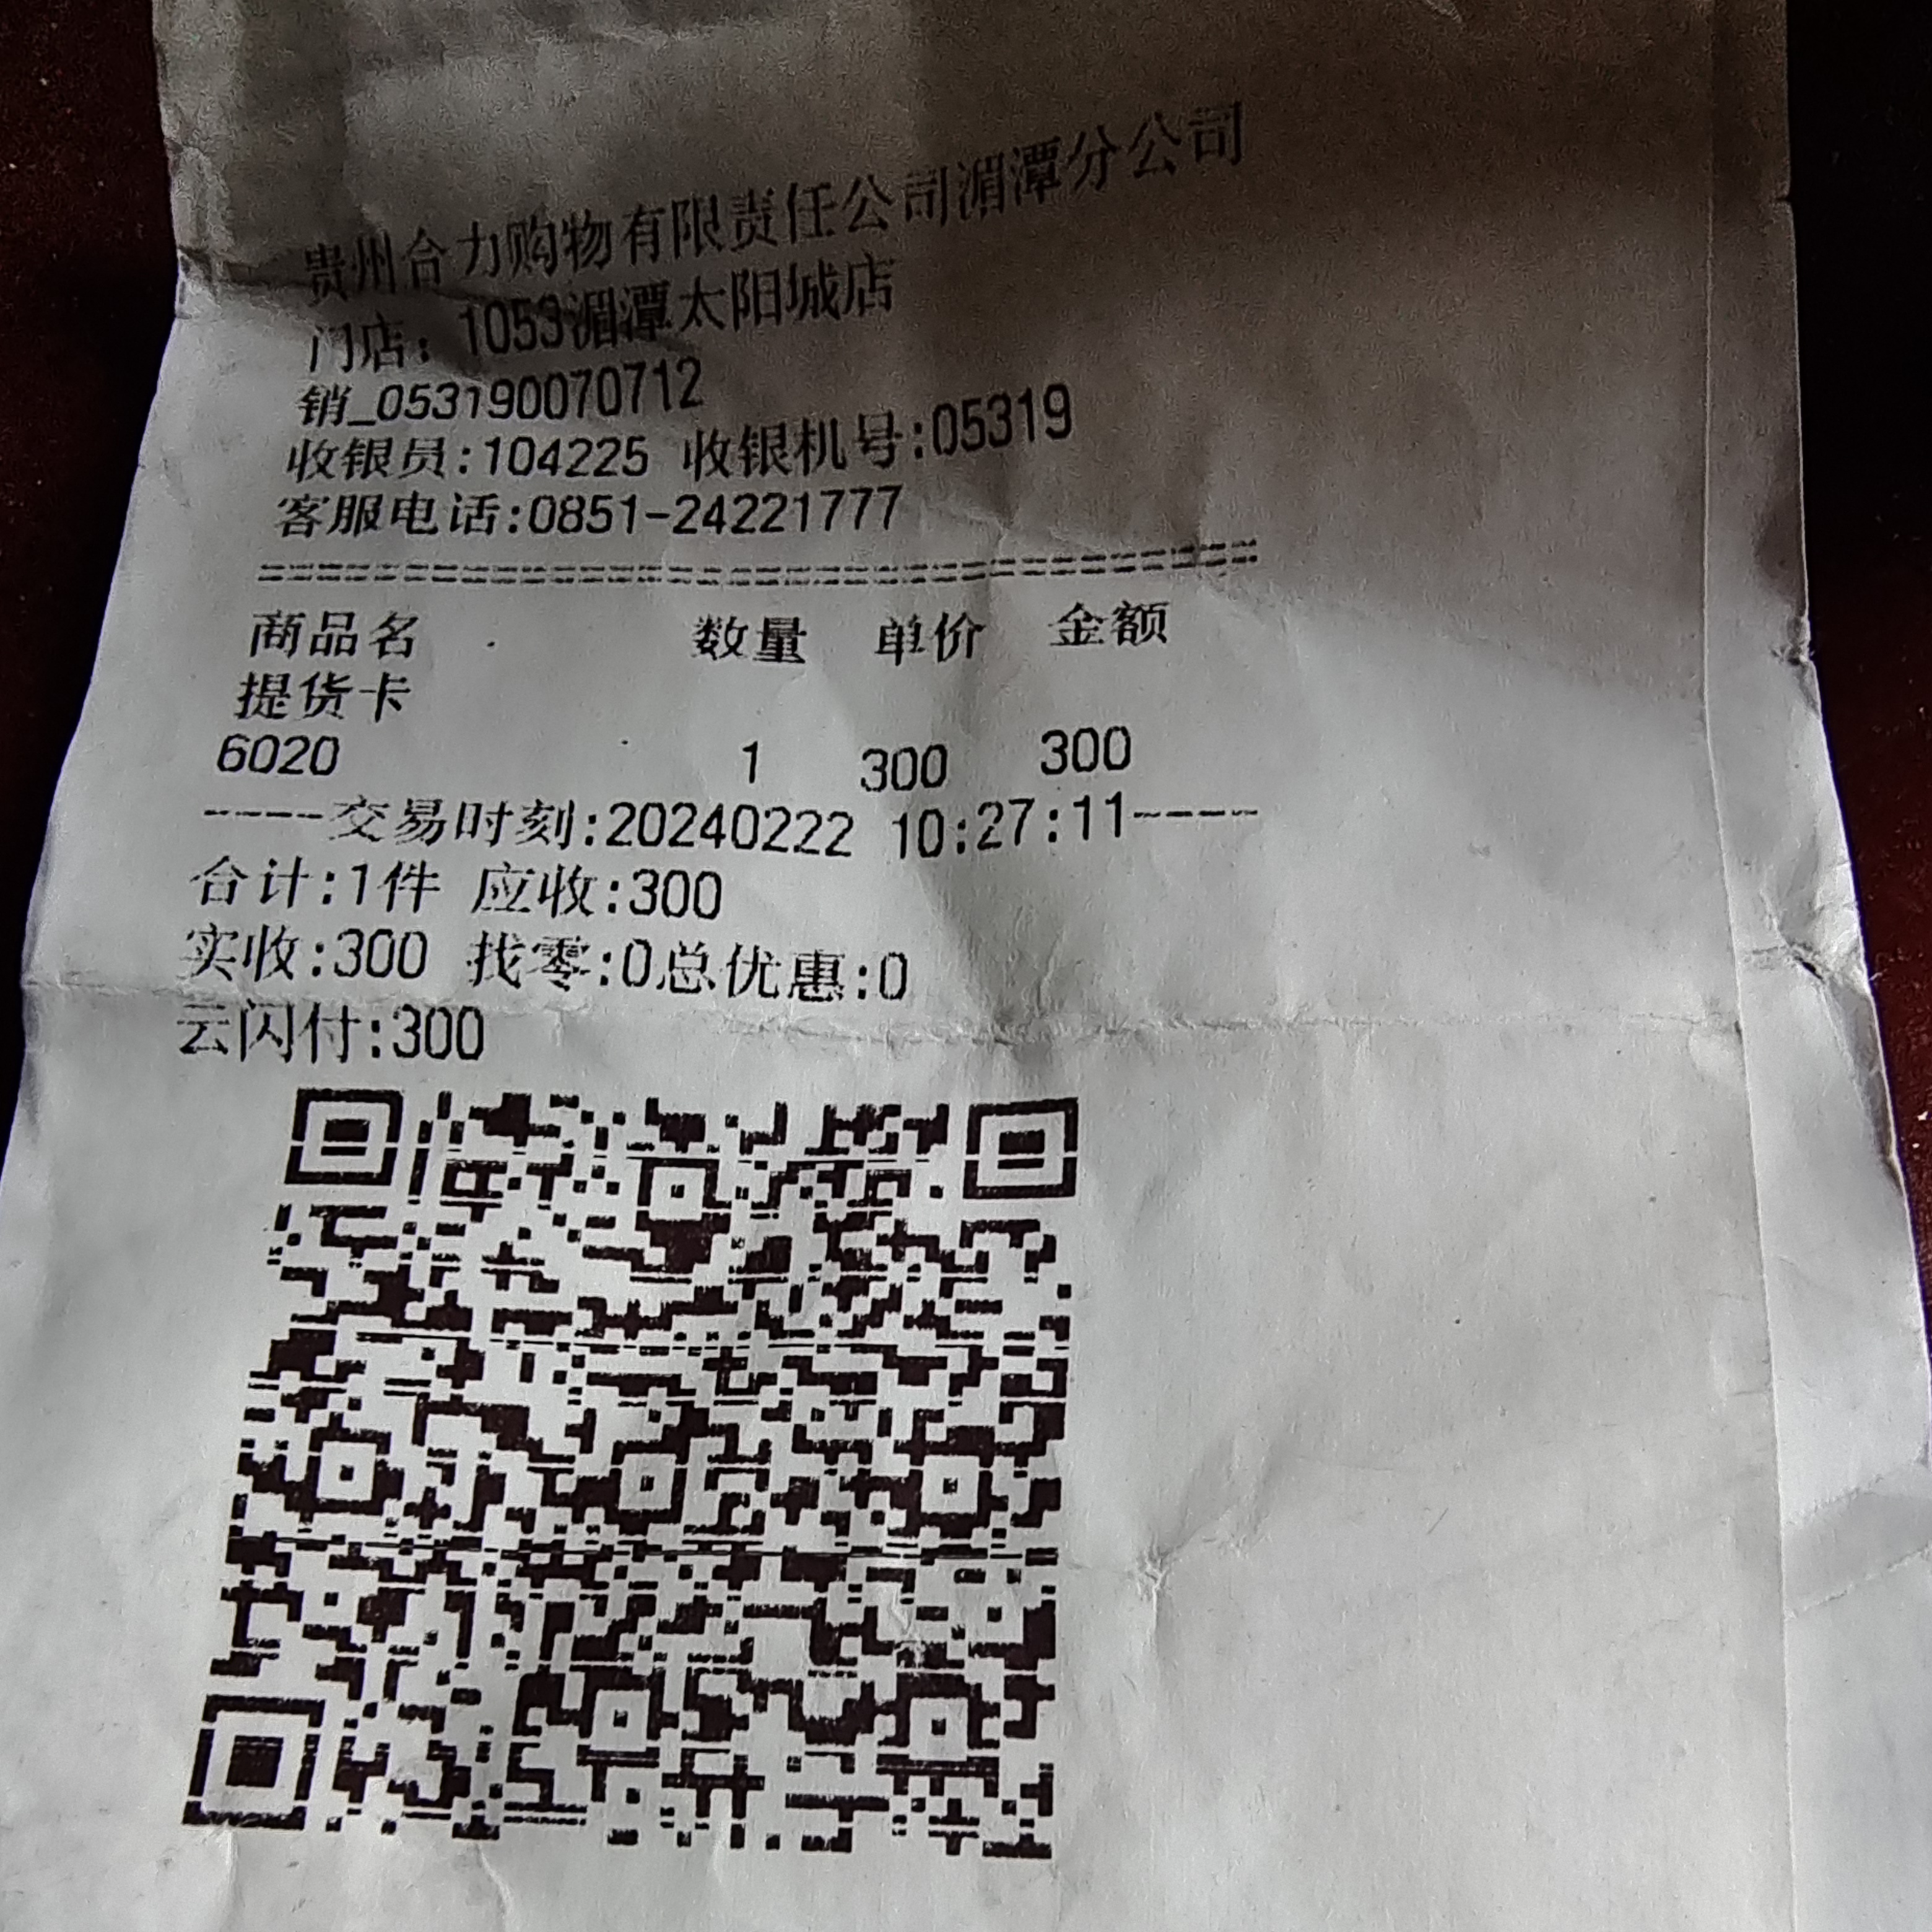 贵州合力购物有限责任公司湄潭分公司
门店：1053湄潭太阳城店
销_053190070712
收银员:104225 收银机号:05319
客服电话:0851-24221777
===================================
商品名 数量 单价 金额
提货卡
6020 1 300 300
----交易时刻:20240222 10:27:11----
合计:1件 应收:300
实收:300 找零:0总优惠:0
云闪付:300